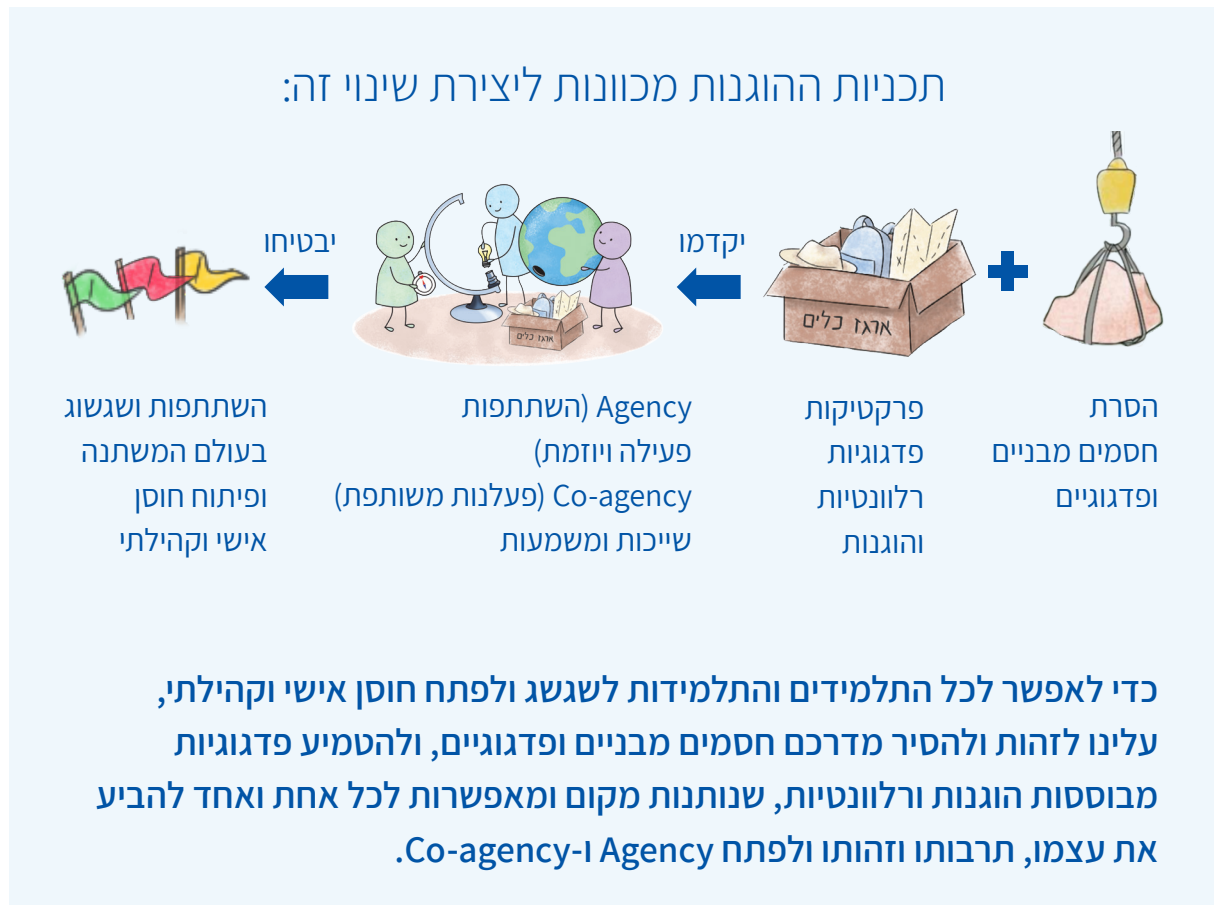 תכניות ההוגנות מכוונות ליצירת שינוי זה:
ארגז כלים
יקדמו
ארגז כלים
יבטיחו
הסרת
חסמים מבניים
ופדגוגיים
פרקטיקות
פדגוגיות
רלוונטיות
והוגנות
Agency (השתתפות
פעילה ויוזמת)
Co-agency (פעלנות משותפת)
שייכות ומשמעות
השתתפות ושגשוג
בעולם המשתנה
ופיתוח חוסן
אישי וקהילתי
כדי לאפשר לכל התלמידים והתלמידות לשגשג ולפתח חוסן אישי וקהילתי,
עלינו לזהות ולהסיר מדרכם חסמים מבניים ופדגוגיים, ולהטמיע פדגוגיות
מבוססות הוגנות ורלוונטיות, שנותנות מקום ומאפשרות לכל אחת ואחד להביע
את עצמו, תרבותו וזהותו ולפתח Agency ו-Co-agency.